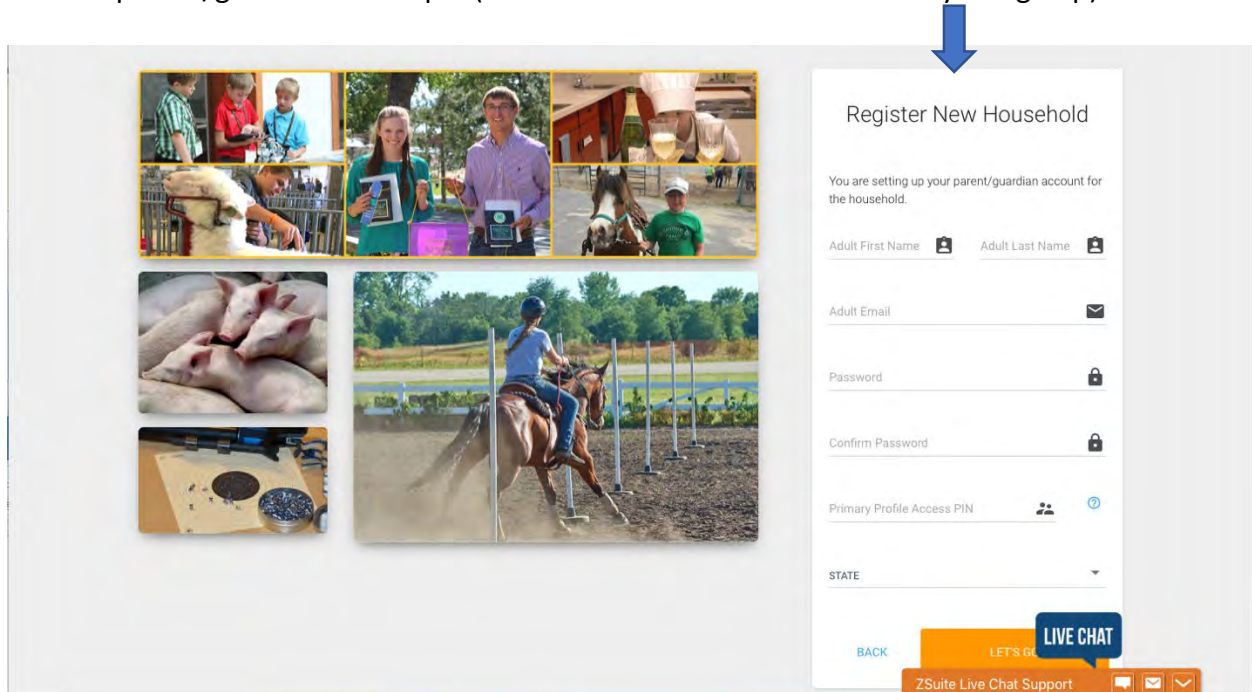 Register New Household
You are setting up your parent/guardian account for
the household.
Adult First Name
Adult Last Name
Adult Email
Password
Confirm Password
Primary Profile Access PIN
?
STATE
BACK
LET'S
LIVE CHAT
ZSuite Live Chat Support